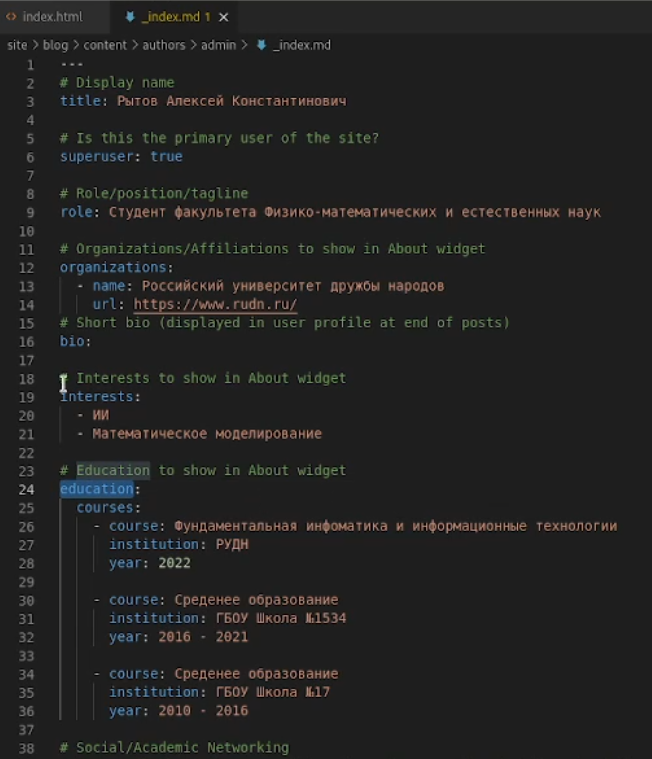 index.html
_index.md 1
site > blog > content > authors > admin > _index.md
1 ---
2 # Display name
3 title: Рытов Алексей Константинович
4
5 # Is this the primary user of the site?
6 superuser: true
7
8 # Role/position/tagline
9 role: Студент факультета Физико-математических и естественных наук
10
11 # Organizations/Affiliations to show in About widget
12 organizations:
13 - name: Российский университет дружбы народов
14 url: https://www.rudn.ru/
15 # Short bio (displayed in user profile at end of posts)
16 bio:
17
18 # Interests to show in About widget
19 interests:
20 - ИИ
21 - Математическое моделирование
22
23 # Education to show in About widget
24 education:
25 courses:
26 - course: Фундаментальная инфоматика и информационные технологии
27 institution: РУДН
28 year: 2022
29
30 - course: Среденее образование
31 institution: ГБОУ Школа №1534
32 year: 2016 - 2021
33
34 - course: Среденее образование
35 institution: ГБОУ Школа №17
36 year: 2010 - 2016
37
38 # Social/Academic Networking